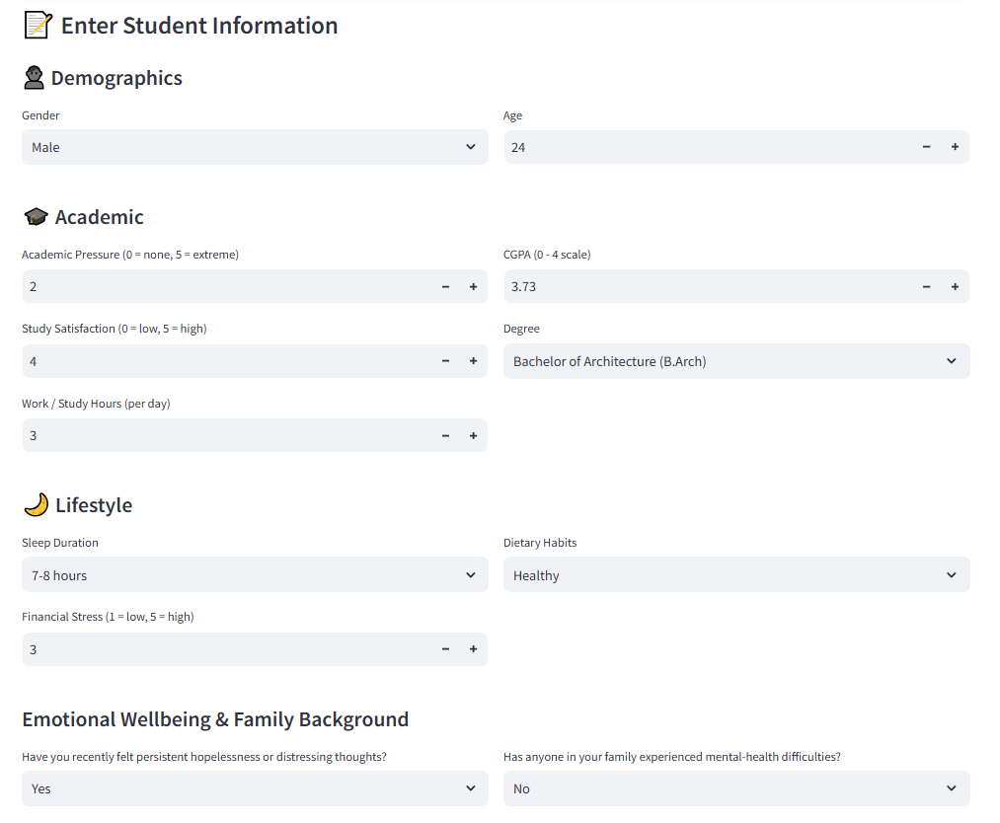 Enter Student Information
Demographics
Gender
Age
Male
24
Academic
Academic Pressure (0 = none, 5 = extreme)
CGPA (0 - 4 scale)
2
3.73
Study Satisfaction (0 = low, 5 = high)
Degree
4
Bachelor of Architecture (B.Arch)
Work / Study Hours (per day)
3
Lifestyle
Sleep Duration
Dietary Habits
7-8 hours
Healthy
Financial Stress (1 = low, 5 = high)
3
Emotional Wellbeing & Family Background
Have you recently felt persistent hopelessness or distressing thoughts?
Has anyone in your family experienced mental-health difficulties?
Yes
No